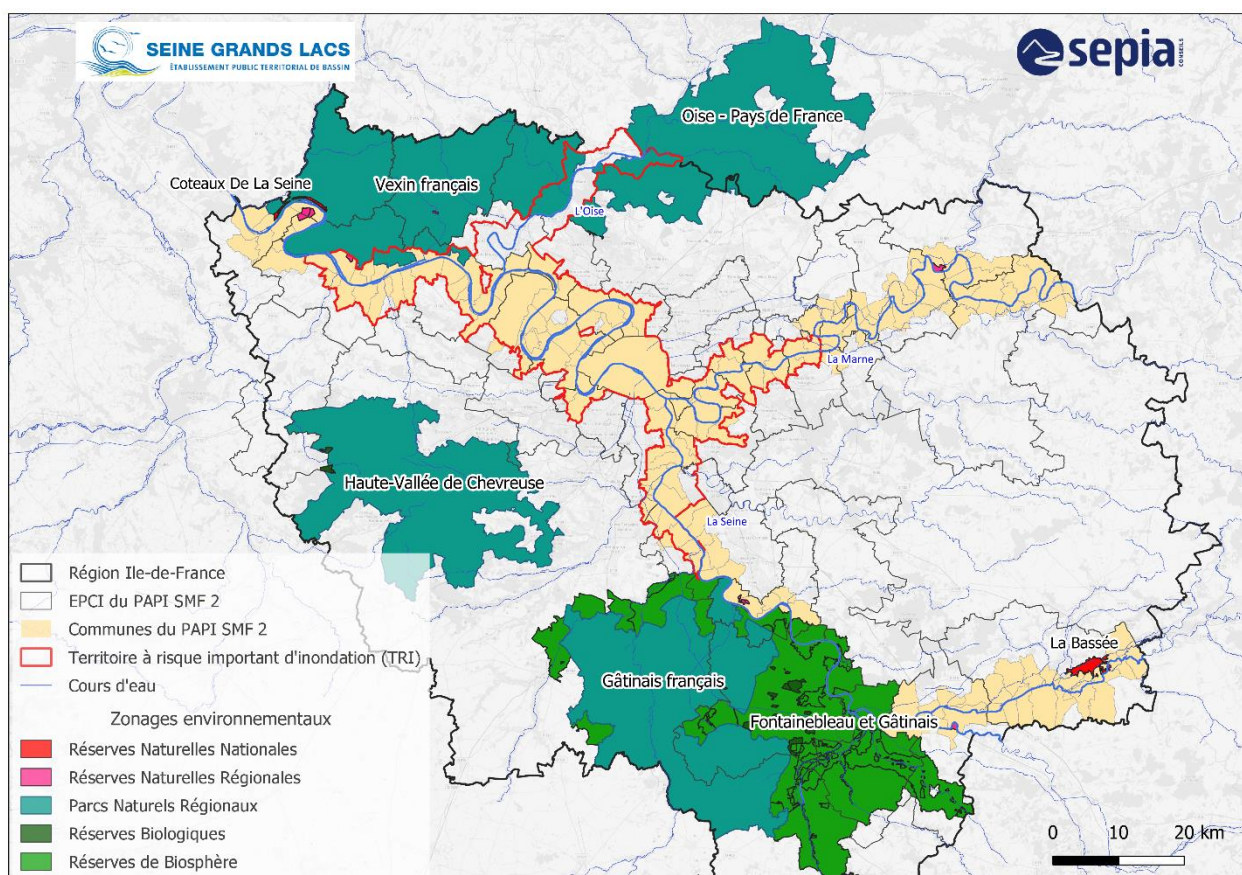 SEINE GRANDS LACS
ÉTABLISSEMENT PUBLIC TERRITORIAL DE BASSIN
sepia
CONSEILS
Oise - Pays de France
Coteaux De La Seine
Vexin français
L'Oise
La Marne
Haute-Vallée de Chevreuse
La Seine
La Bassée
Gâtinais français
Fontainebleau et Gâtinais
Région Ile-de-France
EPCI du PAPI SMF 2
Communes du PAPI SMF 2
Territoire à risque important d'inondation (TRI)
Cours d'eau
Zonages environnementaux
Réserves Naturelles Nationales
Réserves Naturelles Régionales
Parcs Naturels Régionaux
Réserves Biologiques
Réserves de Biosphère
0 10 20 km